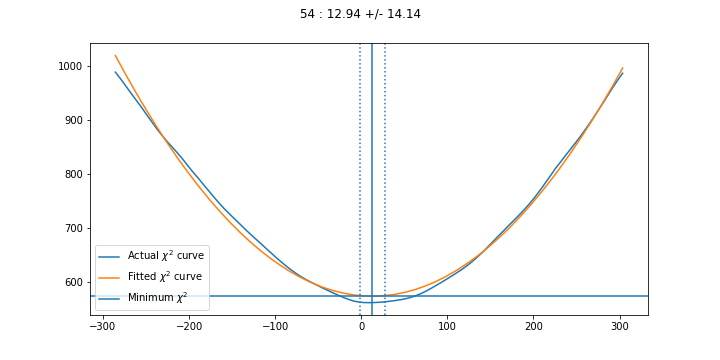 54 : 12.94 +/- 14.14
1000
900
800
700
600
Actual χ² curve
Fitted χ² curve
Minimum χ²
−300 −200 −100 0 100 200 300